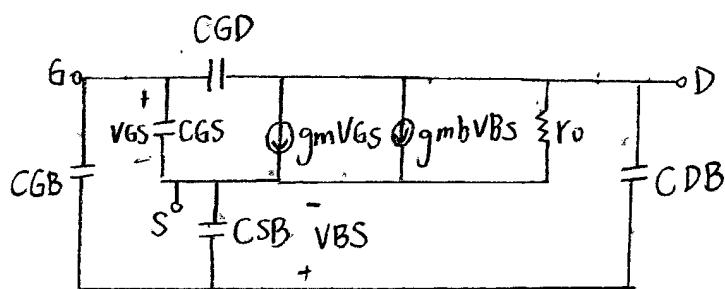 CGD
G
D
+
VGS
CGS
gmVGS
gmbVBS
ro
-
CGB
CDB
S
CSB
-
VBS
+